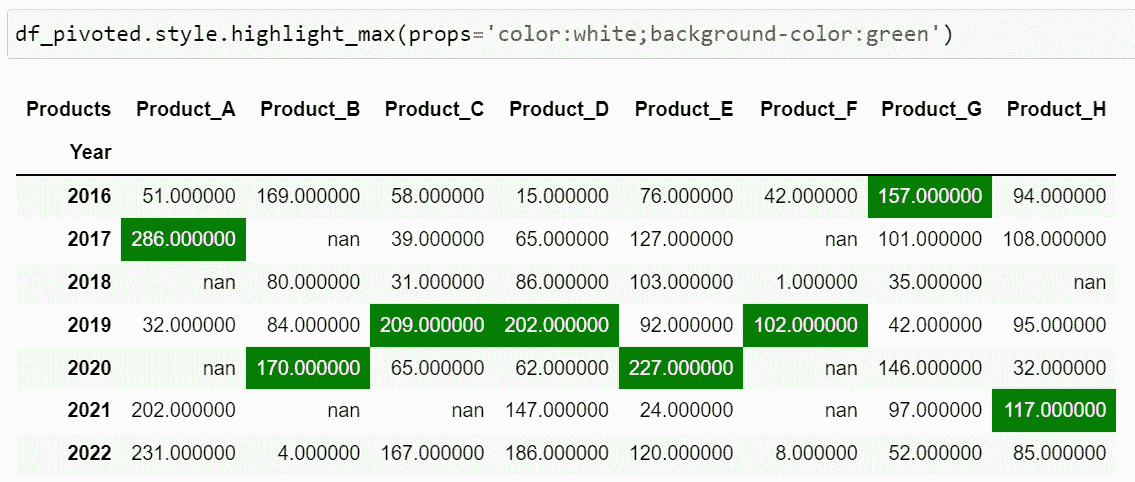 df_pivoted.style.highlight_max(props='color:white;background-color:green')
Products Product_A Product_B Product_C Product_D Product_E Product_F Product_G Product_H
Year
2016 51.000000 169.000000 58.000000 15.000000 76.000000 42.000000 157.000000 94.000000
2017 286.000000 nan 39.000000 65.000000 127.000000 nan 101.000000 108.000000
2018 nan 80.000000 31.000000 86.000000 103.000000 1.000000 35.000000 nan
2019 32.000000 84.000000 209.000000 202.000000 92.000000 102.000000 42.000000 95.000000
2020 nan 170.000000 65.000000 62.000000 227.000000 nan 146.000000 32.000000
2021 202.000000 nan nan 147.000000 24.000000 nan 97.000000 117.000000
2022 231.000000 4.000000 167.000000 186.000000 120.000000 8.000000 52.000000 85.000000